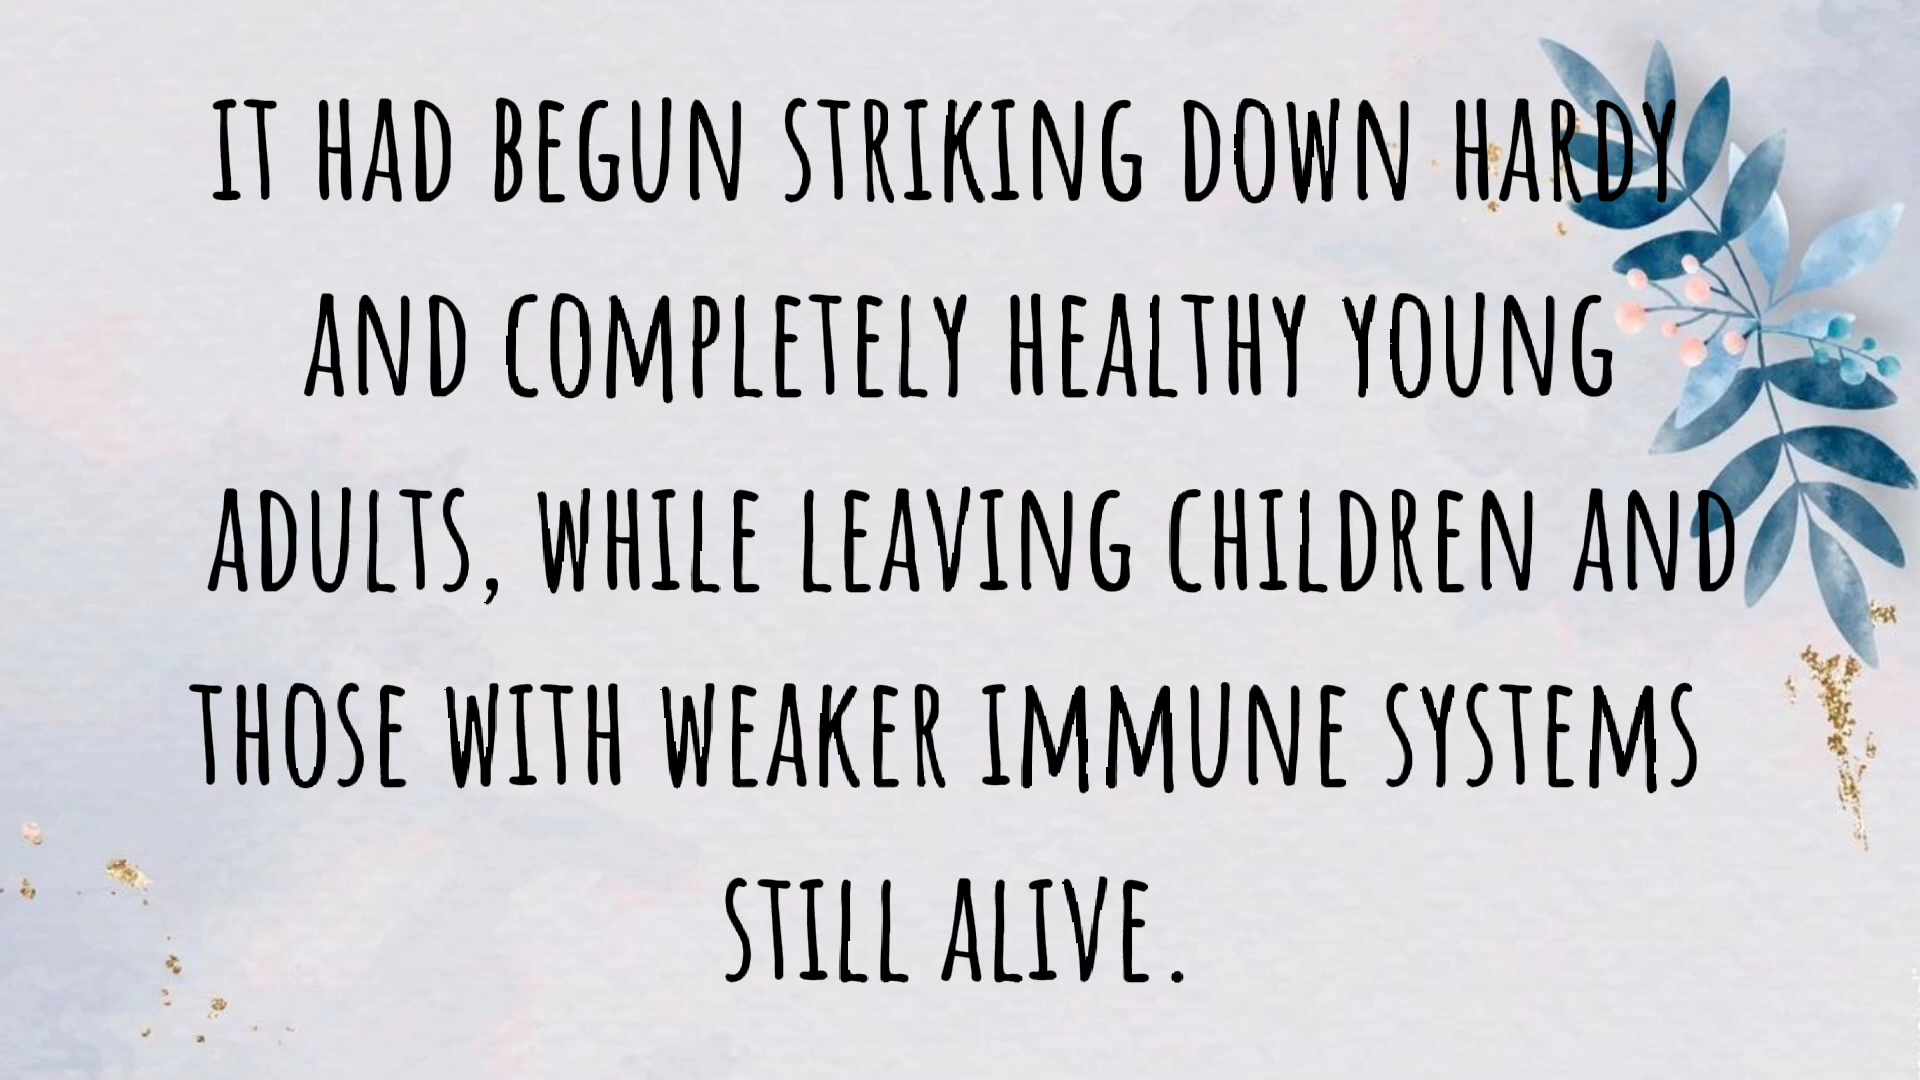 IT HAD BEGUN STRIKING DOWN HARDY
AND COMPLETELY HEALTHY YOUNG
ADULTS, WHILE LEAVING CHILDREN AND
THOSE WITH WEAKER IMMUNE SYSTEMS
STILL ALIVE.